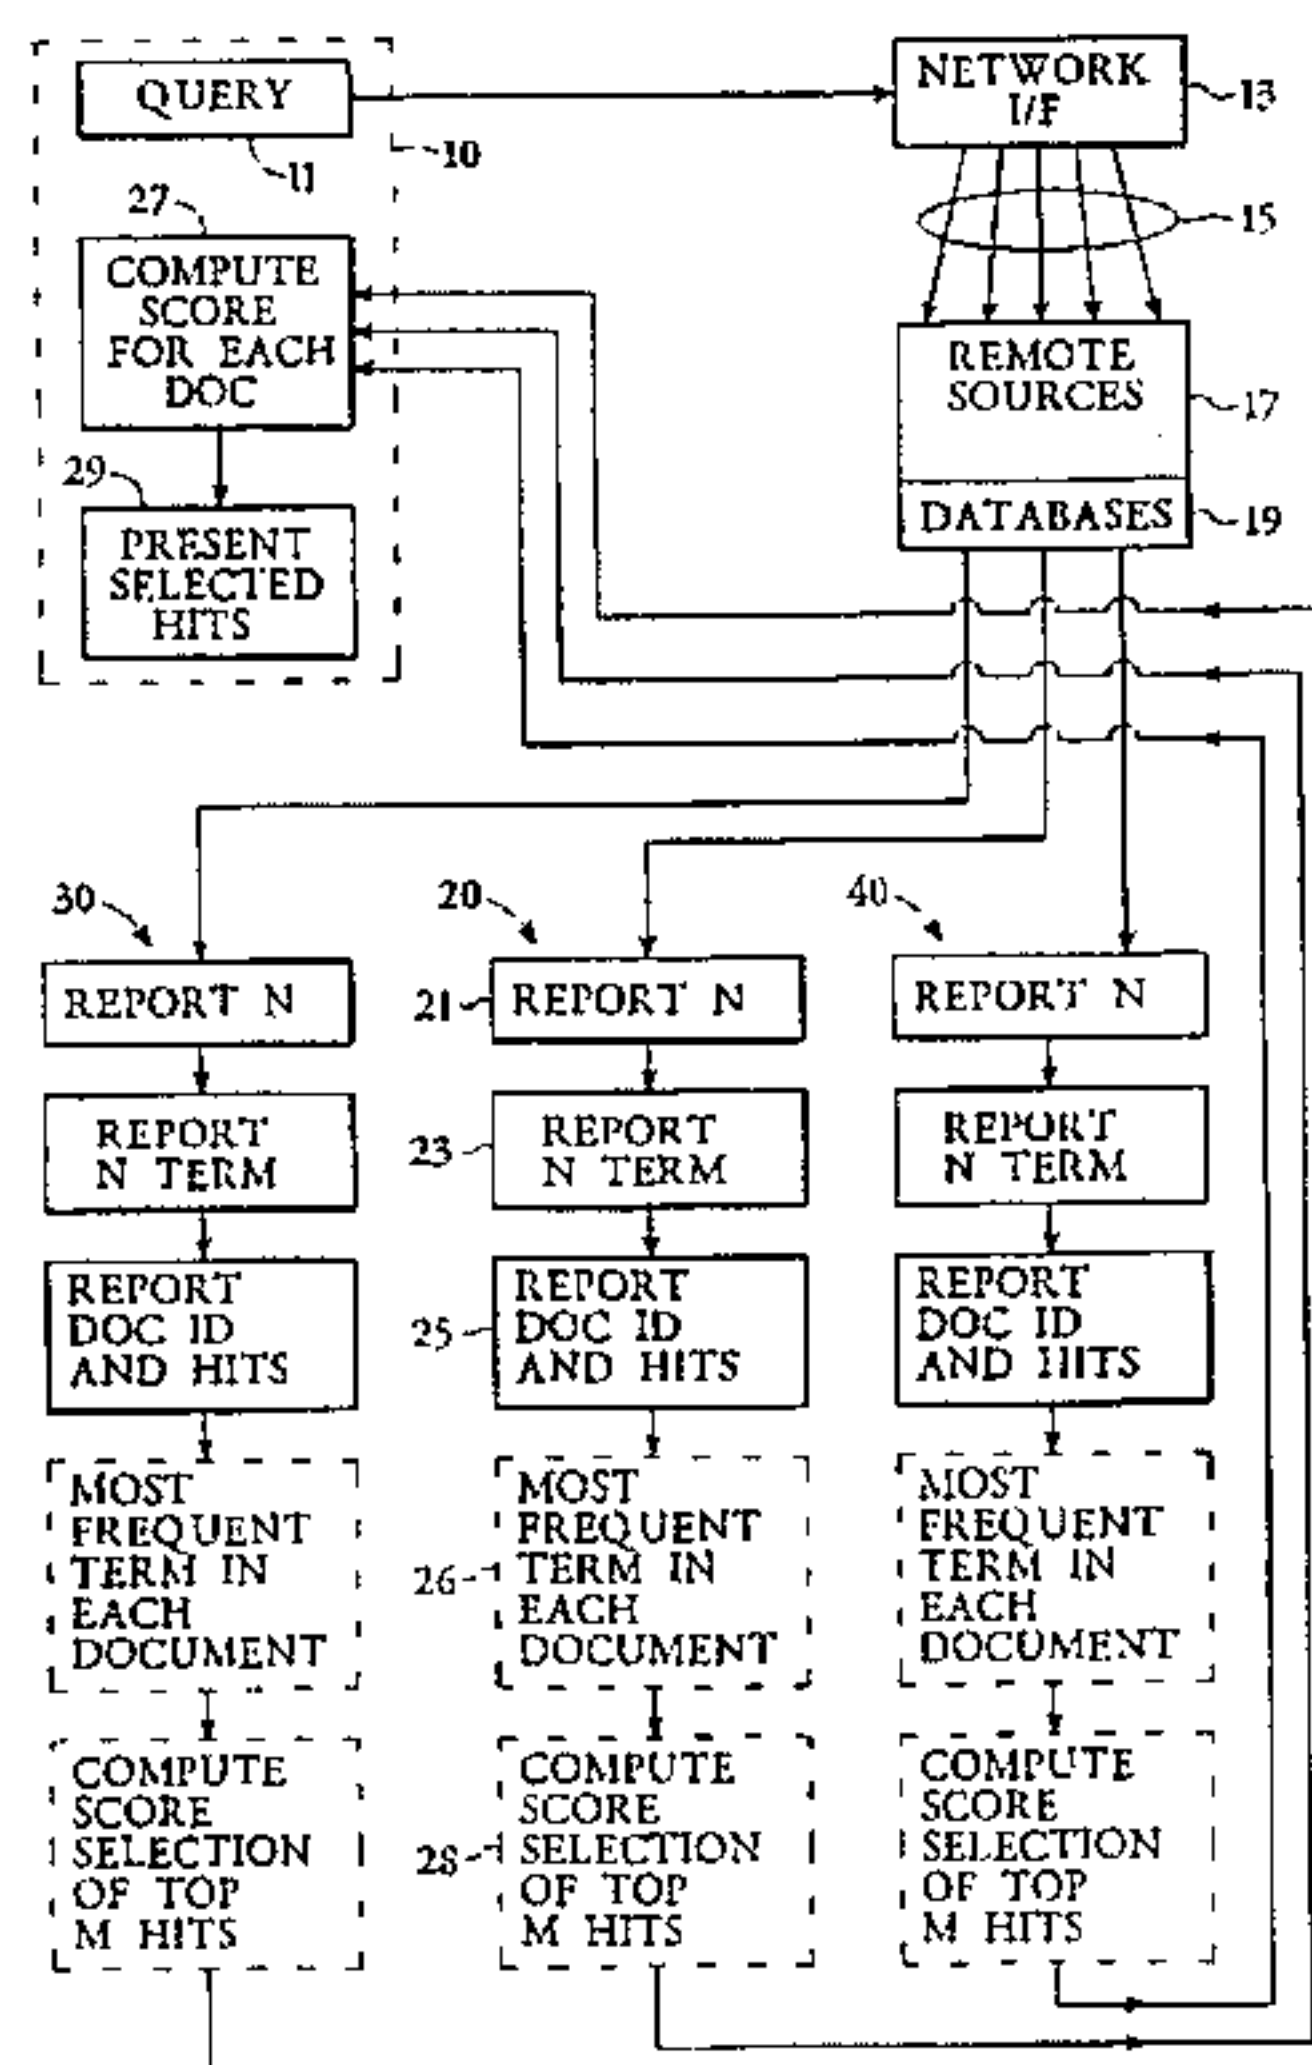 QUERY
11
10
NETWORK
I/F
13
15
27
COMPUTE
SCORE
FOR EACH
DOC
REMOTE
SOURCES
17
DATABASES
19
29
PRESENT
SELECTED
HITS
30
REPORT N
REPORT
N TERM
REPORT
DOC ID
AND HITS
MOST
FREQUENT
TERM IN
EACH
DOCUMENT
COMPUTE
SCORE
SELECTION
OF TOP
M HITS
20
21
REPORT N
23
REPORT
N TERM
25
REPORT
DOC ID
AND HITS
26
MOST
FREQUENT
TERM IN
EACH
DOCUMENT
28
COMPUTE
SCORE
SELECTION
OF TOP
M HITS
40
REPORT N
REPORT
N TERM
REPORT
DOC ID
AND HITS
MOST
FREQUENT
TERM IN
EACH
DOCUMENT
COMPUTE
SCORE
SELECTION
OF TOP
M HITS